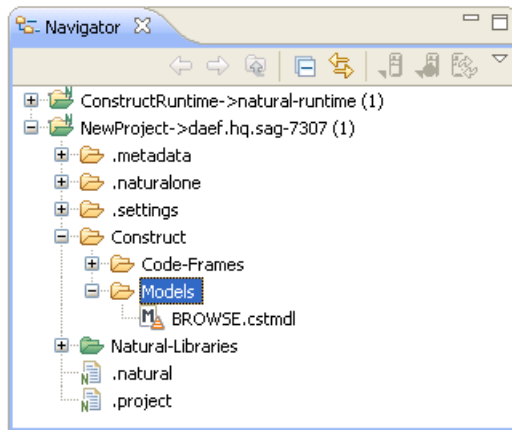 Navigator
ConstructRuntime->natural-runtime (1)
NewProject->daef.hq.sag-7307 (1)
.metadata
.naturalone
.settings
Construct
Code-Frames
Models
BROWSE.cstmdl
Natural-Libraries
.natural
.project